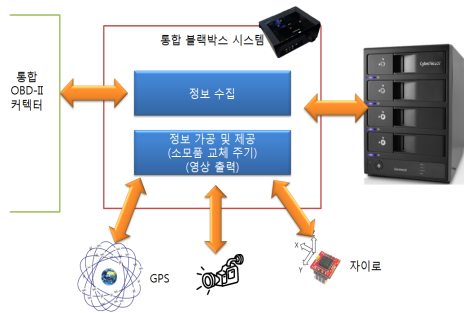 통합 블랙박스 시스템
통합
OBD-II
커텍터
정보 수집
정보 가공 및 제공
(소모품 교체 주기)
(영상 출력)
GPS
X
Y
자이로